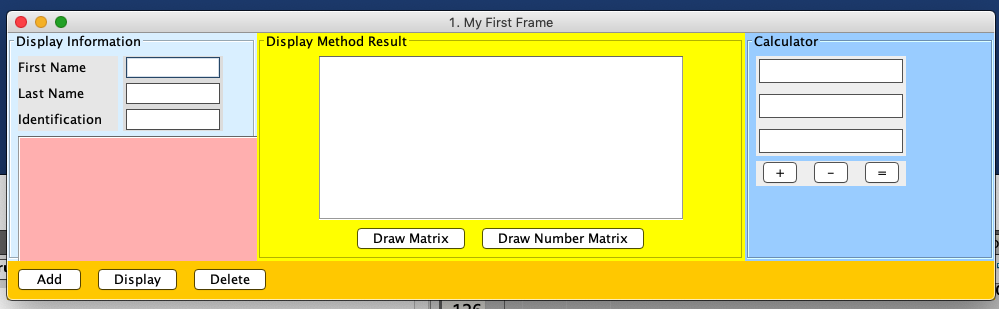 1. My First Frame
Display Information
First Name
Last Name
Identification
Display Method Result
Draw Matrix
Draw Number Matrix
Calculator
+
-
=
Add
Display
Delete